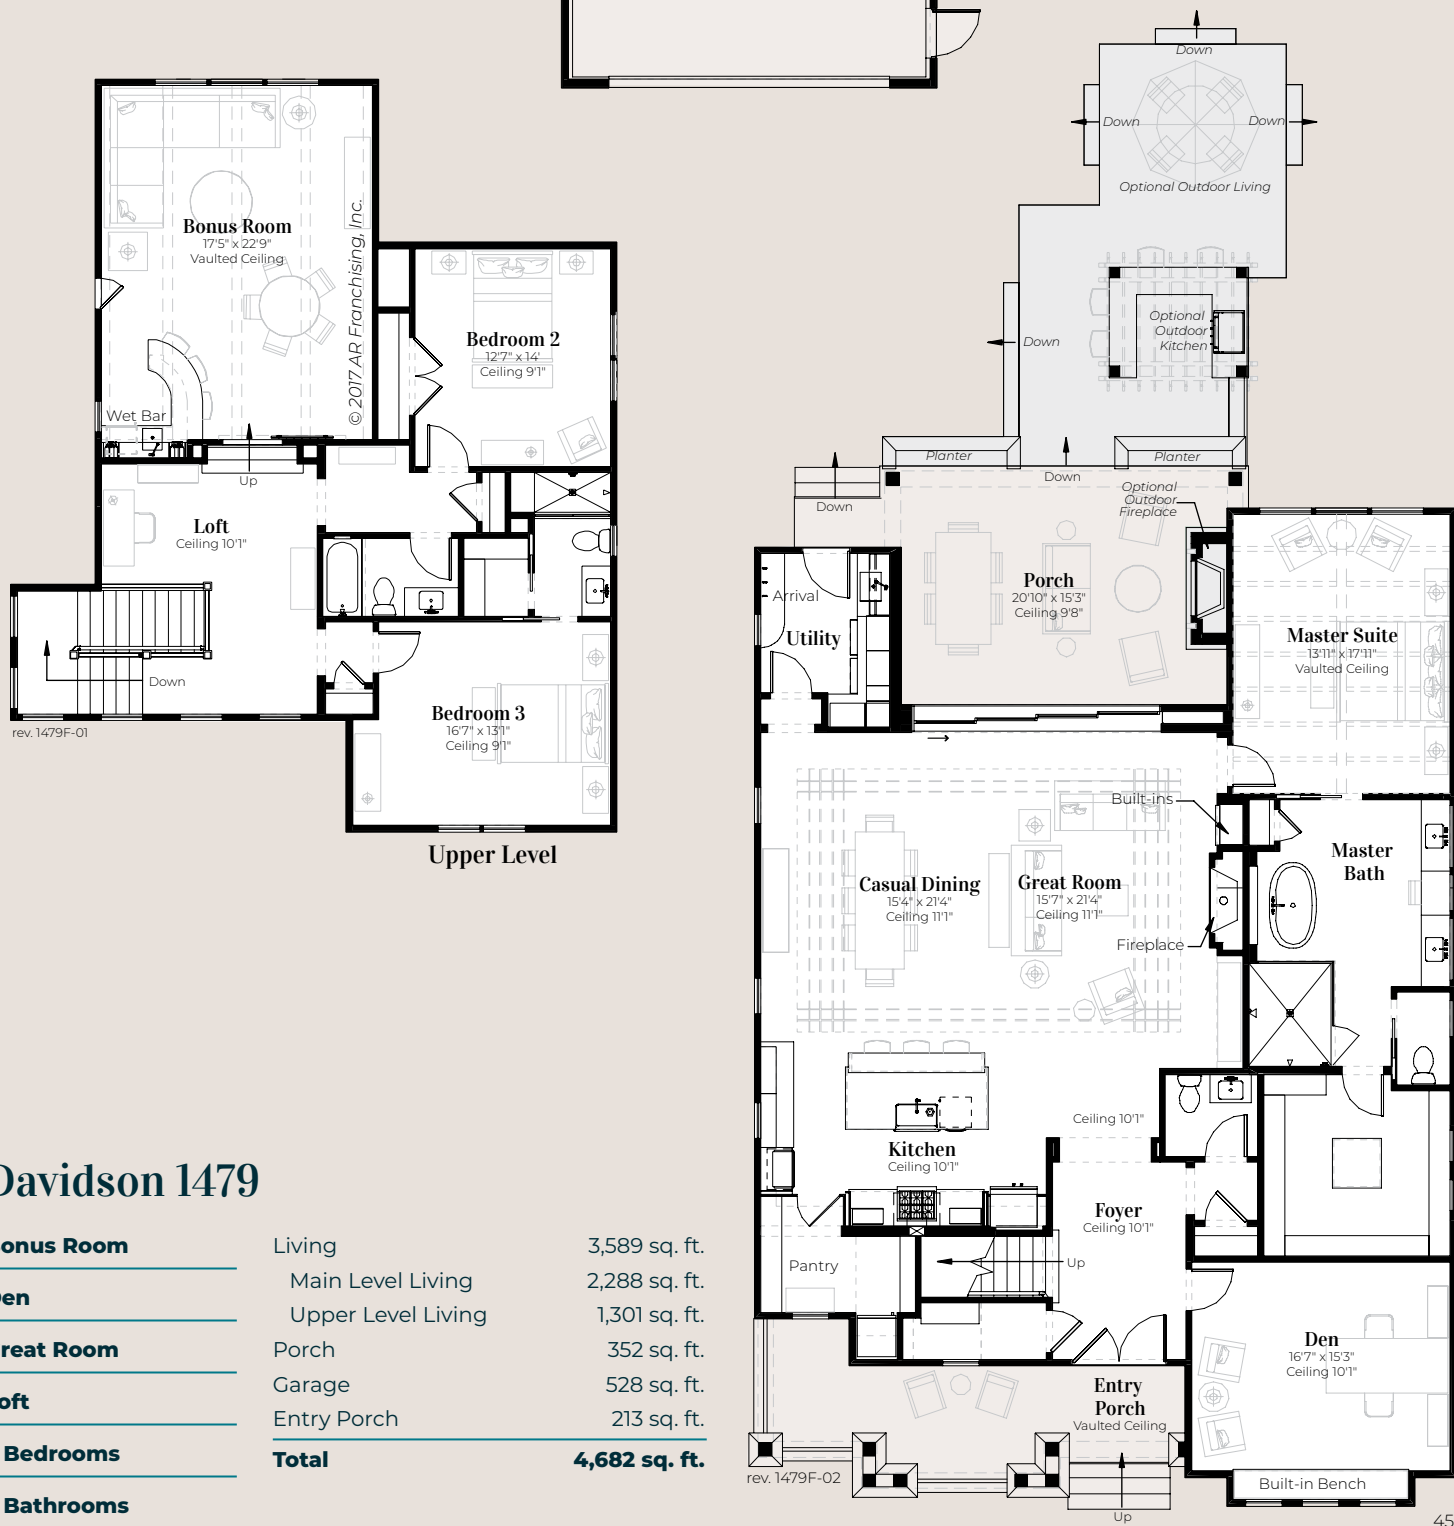 Down
Down
Down
Optional Outdoor Living
Optional
Outdoor
Kitchen
Down
Planter
Planter
Down
Down
Optional
Outdoor
Fireplace
Bonus Room
17'5" x 22'9"
Vaulted Ceiling
© 2017 AR Franchising, Inc.
Wet Bar
Up
Bedroom 2
12'7" x 14'
Ceiling 9'1"
Loft
Ceiling 10'1"
Down
rev. 1479F-01
Bedroom 3
16'7" x 13'1"
Ceiling 9'1"
Upper Level
Arrival
Utility
Porch
20'10" x 15'3"
Ceiling 9'8"
Master Suite
13'11" x 17'11"
Vaulted Ceiling
Built-ins
Master
Bath
Casual Dining
15'4" x 21'4"
Ceiling 11'1"
Great Room
15'7" x 21'4"
Ceiling 11'1"
Fireplace
Ceiling 10'1"
Kitchen
Ceiling 10'1"
Foyer
Ceiling 10'1"
Pantry
Up
Den
16'7" x 15'3"
Ceiling 10'1"
Entry
Porch
Vaulted Ceiling
rev. 1479F-02
Built-in Bench
Up
Davidson 1479
onus Room
en
reat Room
oft
Bedrooms
Bathrooms
Living 3,589 sq. ft.
Main Level Living 2,288 sq. ft.
Upper Level Living 1,301 sq. ft.
Porch 352 sq. ft.
Garage 528 sq. ft.
Entry Porch 213 sq. ft.
Total 4,682 sq. ft.
45